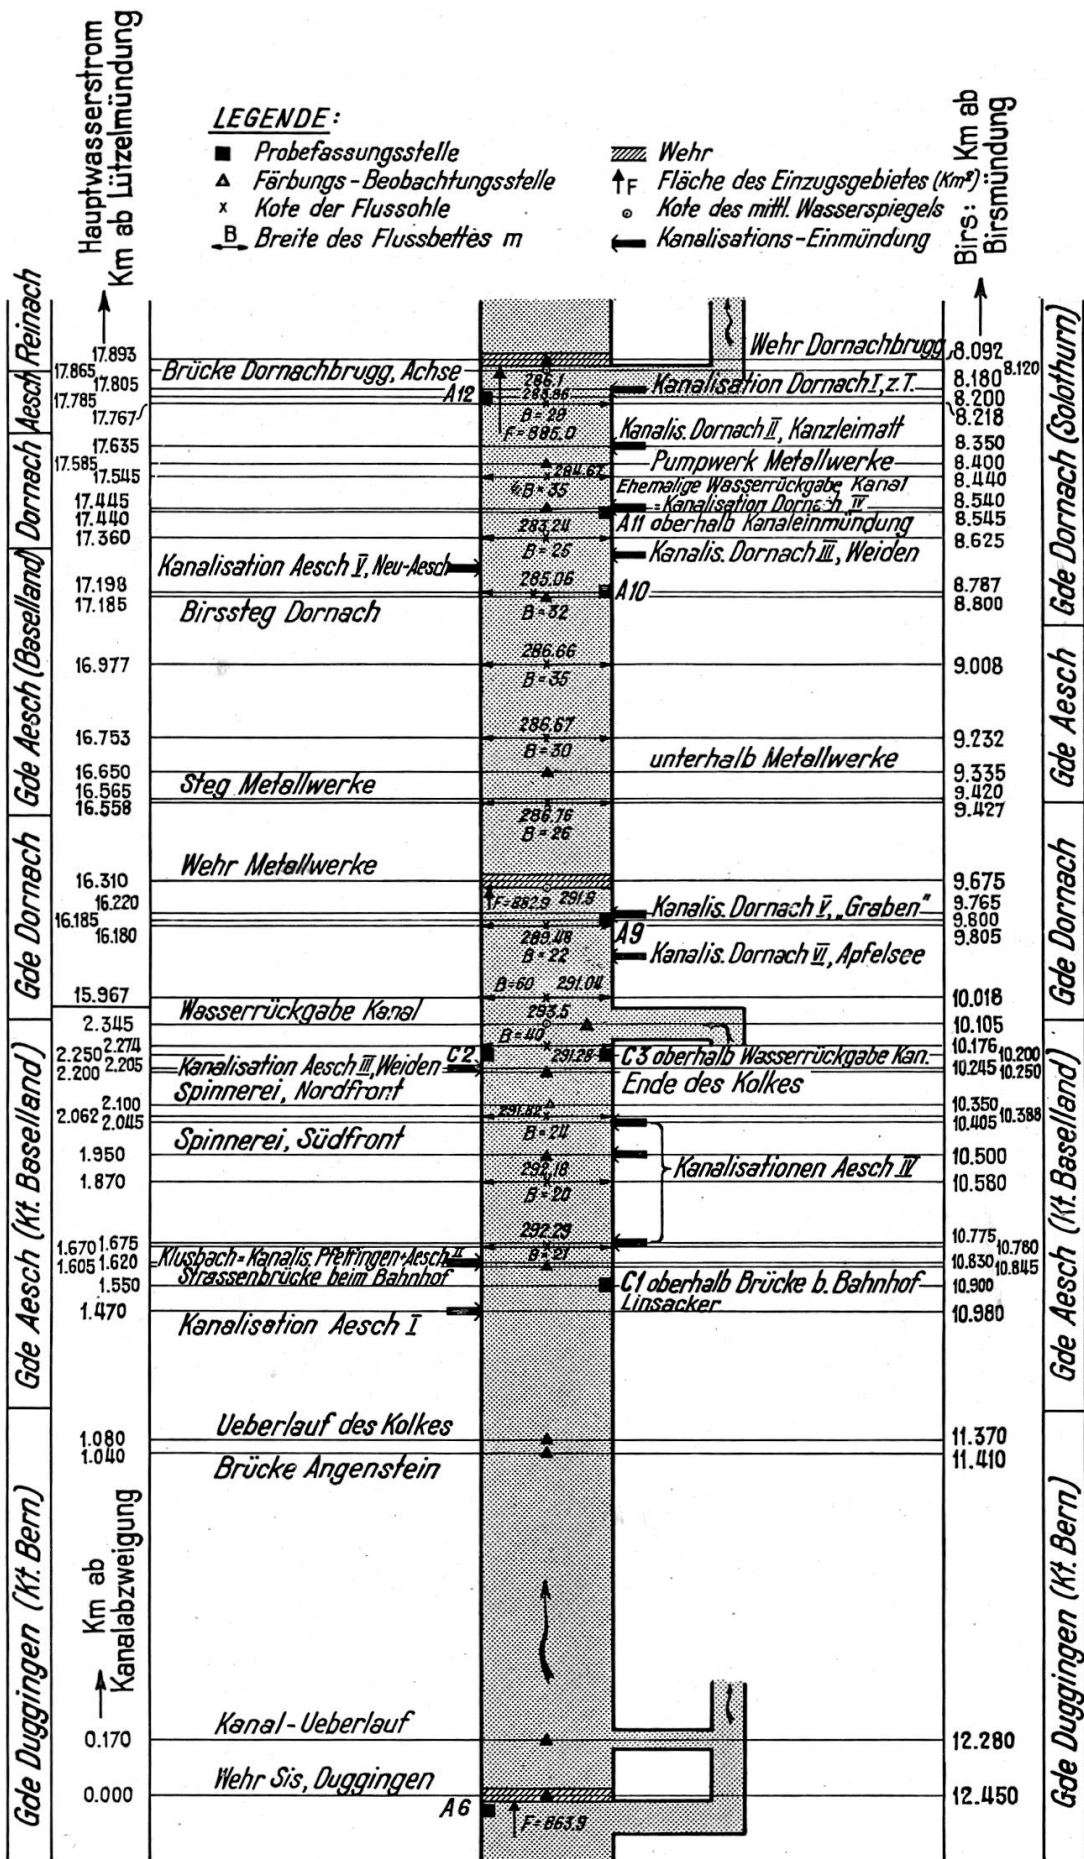 Hauptwasserstrom
Km ab Lützelmündung
Birs: Km ab
Birsmündung
LEGENDE:
Probefassungsstelle
Färbungs-Beobachtungsstelle
x Kote der Flussohle
B Breite des Flussbettes m
Wehr
F Fläche des Einzugsgebietes (Km²):
Kote des mittl. Wasserspiegels
Kanalisations-Einmündung
Reinach
Aesch
Dornach
Gde Aesch (Baselland)
Gde Dornach
Gde Aesch (Kt. Baselland)
Gde Duggingen (Kt. Bern)
Gde Dornach (Solothurn)
Gde Aesch
Gde Dornach
Gde Aesch (Kt. Baselland)
Gde Duggingen (Kt. Bern)
17.893 Wehr Dornachbrugg 8.092
17.865 Brücke Dornachbrugg, Achse 286.1 8.120
17.805 Kanalisation Dornach I, z.T. 8.180
17.785 A12 283.86 8.200
17.767 B=29 8.218
F=885.0
17.635 Kanalis. Dornach II, Kanzleimatt 8.350
17.585 Pumpwerk Metallwerke 8.400
17.545 284.67 B=35 8.440
Ehemalige Wasserrückgabe Kanal
17.445 =Kanalisation Dornach IV 8.540
17.440 A11 oberhalb Kanaleinmündung 8.545
17.360 283.24 B=26 8.625
Kanalis. Dornach III, Weiden
Kanalisation Aesch V, Neu-Aesch
17.198 285.06 A10 8.787
17.185 B=32 8.800
Birssteg Dornach
16.977 286.66 B=35 9.008
16.753 286.67 B=30 9.232
unterhalb Metallwerke
16.650 9.335
16.565 Steg Metallwerke 9.420
16.558 286.76 B=26 9.427
Wehr Metallwerke
16.310 9.675
F=882.9 291.9
16.220 Kanalis. Dornach V, „Graben" 9.765
16.185 A9 9.800
16.180 289.48 B=22 9.805
Kanalis. Dornach VI, Apfelsee
15.967 B=60 291.04 10.018
Wasserrückgabe Kanal
2.345 293.5 10.105
B=40
2.274 291.28 10.176
2.250 C2 C3 oberhalb Wasserrückgabe Kan. 10.200
2.205 Kanalisation Aesch III, Weiden 10.245
2.200 Spinnerei, Nordfront Ende des Kolkes 10.250
2.100 10.350
2.062 291.82 B=24 10.388
2.045 10.405
Spinnerei, Südfront
1.950 10.500
Kanalisationen Aesch IV
1.870 292.18 B=20 10.580
1.675 292.29 10.775
1.670 B=21 10.780
1.620 Klusbach=Kanalis. Pfeffingen+Aesch II 10.830
1.605 Strassenbrücke beim Bahnhof 10.845
1.550 C1 oberhalb Brücke b. Bahnhof 10.900
Linsacker
1.470 10.980
Kanalisation Aesch I
Ueberlauf des Kolkes
1.080 11.370
1.040 11.410
Brücke Angenstein
Km ab
Kanalabzweigung
Kanal-Ueberlauf
0.170 12.280
Wehr Sis, Duggingen
0.000 12.450
A6 F=863.9